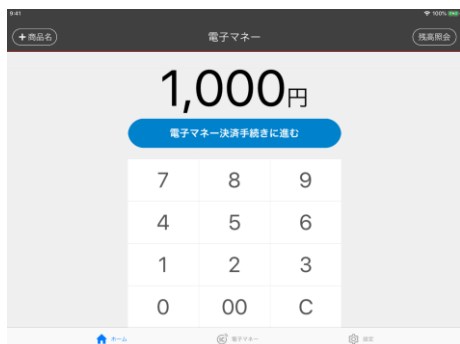 9:41
100%
+商品名
電子マネー
残高照会
1,000円
電子マネー決済手続きに進む
7 8 9
4 5 6
1 2 3
0 00 C
ホーム
電子マネー
設定